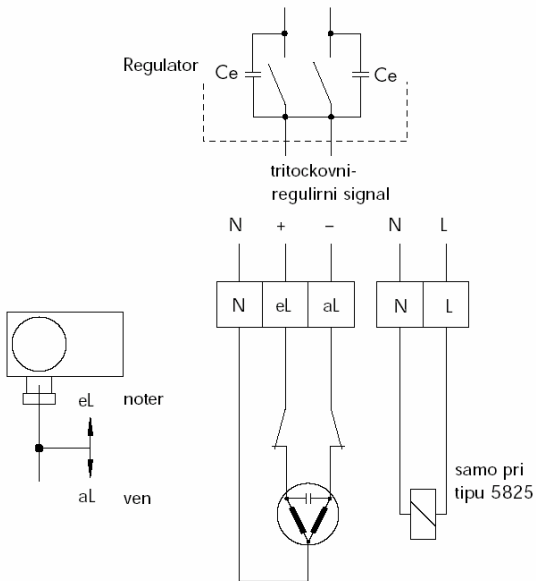 Regulator
Ce
Ce
tritockovni-
regulirni signal
N + − N L
N eL aL N L
eL noter
aL ven
samo pri
tipu 5825